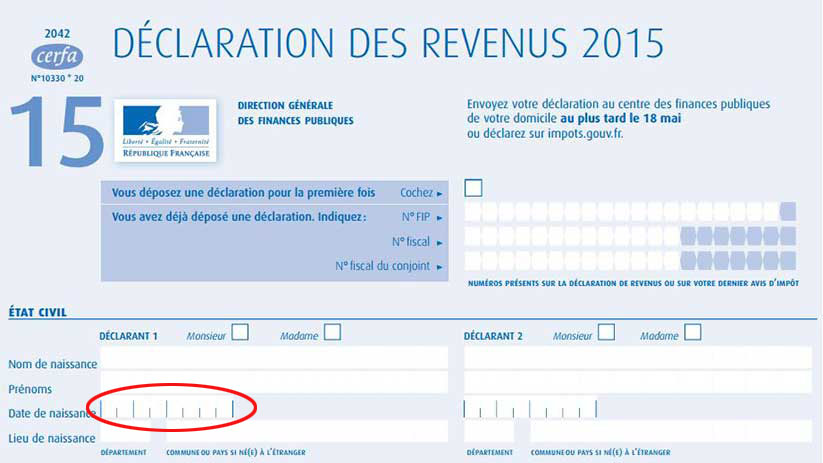 2042
cerfa
N°10330 * 20
DÉCLARATION DES REVENUS 2015
15
Liberté • Égalité • Fraternité
RÉPUBLIQUE FRANÇAISE
DIRECTION GÉNÉRALE
DES FINANCES PUBLIQUES
Envoyez votre déclaration au centre des finances publiques
de votre domicile au plus tard le 18 mai
ou déclarez sur impots.gouv.fr.
Vous déposez une déclaration pour la première fois Cochez ►
Vous avez déjà déposé une déclaration. Indiquez : N° FIP ►
N° fiscal ►
N° fiscal du conjoint ►
NUMÉROS PRÉSENTS SUR LA DÉCLARATION DE REVENUS OU SUR VOTRE DERNIER AVIS D'IMPÔT
ÉTAT CIVIL
DÉCLARANT 1 Monsieur Madame DÉCLARANT 2 Monsieur Madame
Nom de naissance
Prénoms
Date de naissance
Lieu de naissance
DÉPARTEMENT COMMUNE OU PAYS SI NÉ(E) À L'ÉTRANGER DÉPARTEMENT COMMUNE OU PAYS SI NÉ(E) À L'ÉTRANGER